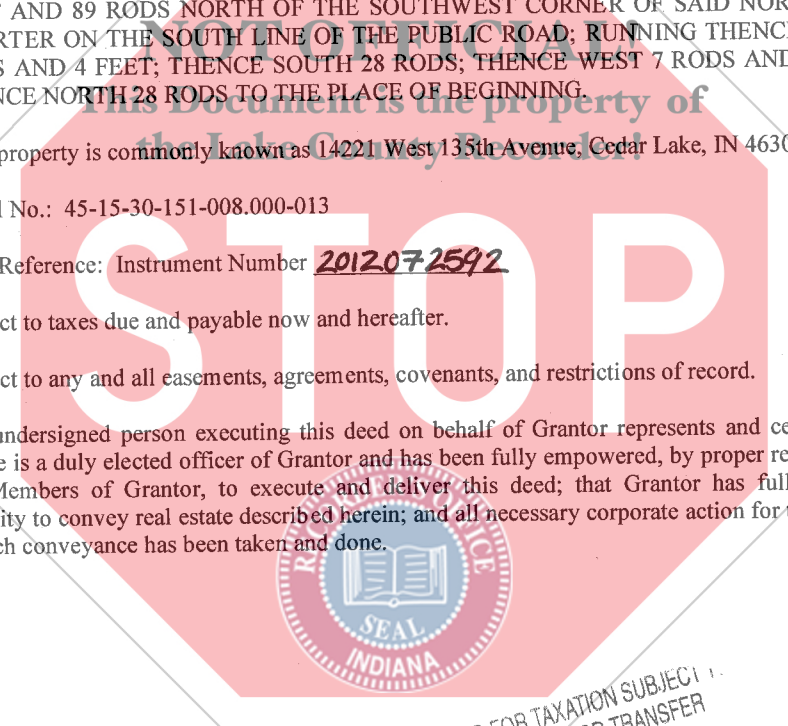 AND 89 RODS NORTH OF THE SOUTHWEST CORNER OF SAID NOR
RTER ON THE SOUTH LINE OF THE PUBLIC ROAD; RUNNING THENC
S AND 4 FEET; THENCE SOUTH 28 RODS; THENCE WEST 7 RODS AND
NCE NORTH 28 RODS TO THE PLACE OF BEGINNING.
NOT OFFICIAL!
This Document is the property of
the Lake County Recorder!
property is commonly known as 14221 West 135th Avenue, Cedar Lake, IN 4630
l No.: 45-15-30-151-008.000-013
Reference: Instrument Number 2012072592
STOP
ct to taxes due and payable now and hereafter.
ct to any and all easements, agreements, covenants, and restrictions of record.
undersigned person executing this deed on behalf of Grantor represents and ce
e is a duly elected officer of Grantor and has been fully empowered, by proper re
Members of Grantor, to execute and deliver this deed; that Grantor has full
ity to convey real estate described herein; and all necessary corporate action for
ch conveyance has been taken and done.
RECORDER'S OFFICE
SEAL
INDIANA
FOR TAXATION SUBJECT
TRANSFER